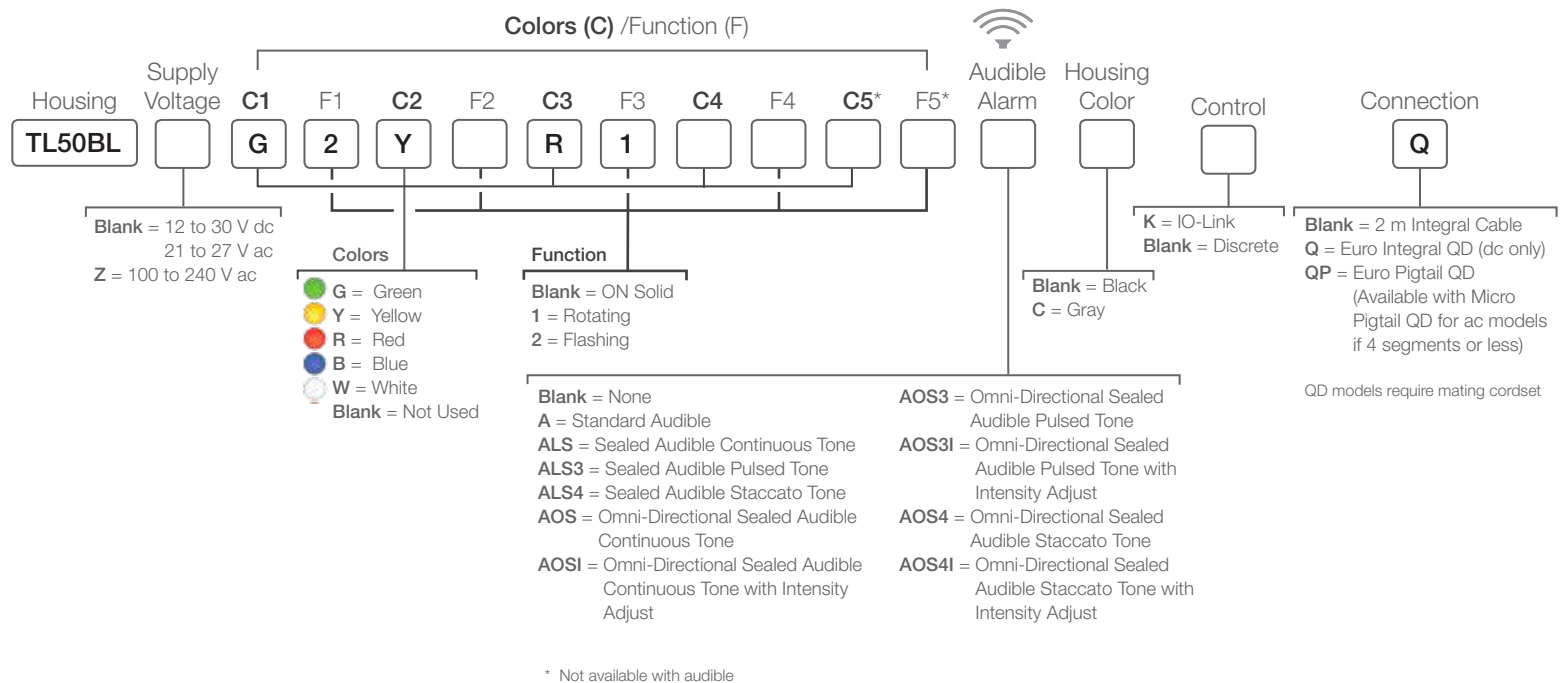 Colors (C) /Function (F)
Housing
Supply
Voltage
C1
F1
C2
F2
C3
F3
C4
F4
C5*
F5*
Audible
Alarm
Housing
Color
Control
Connection
TL50BL
G
2
Y
R
1
Q
Blank = 12 to 30 V dc
21 to 27 V ac
Z = 100 to 240 V ac
Colors
G = Green
Y = Yellow
R = Red
B = Blue
W = White
Blank = Not Used
Function
Blank = ON Solid
1 = Rotating
2 = Flashing
Blank = None
A = Standard Audible
ALS = Sealed Audible Continuous Tone
ALS3 = Sealed Audible Pulsed Tone
ALS4 = Sealed Audible Staccato Tone
AOS = Omni-Directional Sealed Audible
Continuous Tone
AOSI = Omni-Directional Sealed Audible
Continuous Tone with Intensity
Adjust
AOS3 = Omni-Directional Sealed
Audible Pulsed Tone
AOS3I = Omni-Directional Sealed
Audible Pulsed Tone with
Intensity Adjust
AOS4 = Omni-Directional Sealed
Audible Staccato Tone
AOS4I = Omni-Directional Sealed
Audible Staccato Tone with
Intensity Adjust
Blank = Black
C = Gray
K = IO-Link
Blank = Discrete
Blank = 2 m Integral Cable
Q = Euro Integral QD (dc only)
QP = Euro Pigtail QD
(Available with Micro
Pigtail QD for ac models
if 4 segments or less)
QD models require mating cordset
* Not available with audible